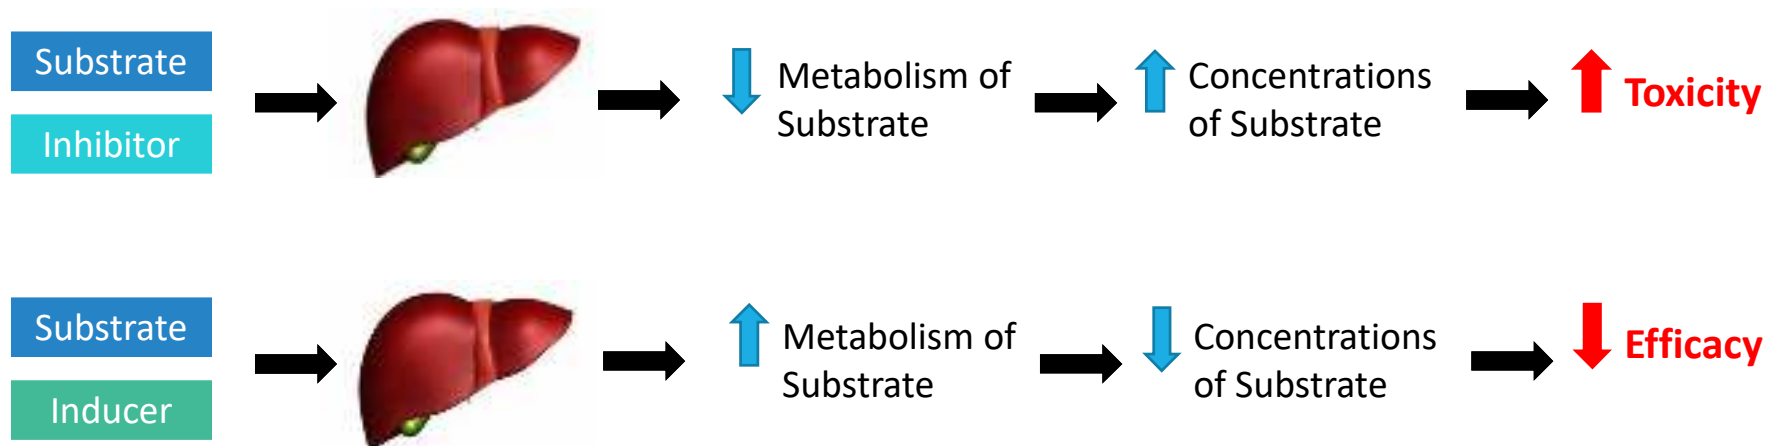 Substrate
Inhibitor
Metabolism of
Substrate
Concentrations
of Substrate
Toxicity
Substrate
Inducer
Metabolism of
Substrate
Concentrations
of Substrate
Efficacy